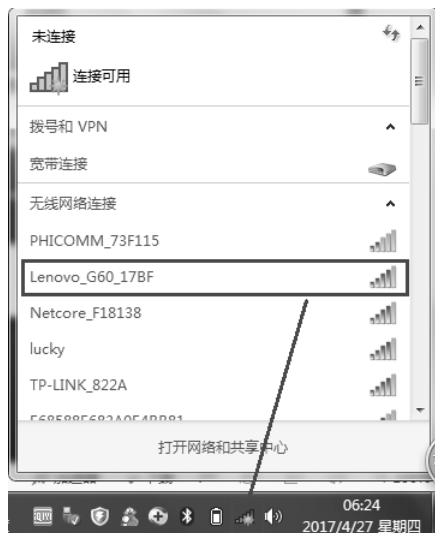 未连接
连接可用
拨号和 VPN
宽带连接
无线网络连接
PHICOMM_73F115
Lenovo_G60_17BF
Netcore_F18138
lucky
TP-LINK_822A
打开网络和共享中心
QIYI
06:24
2017/4/27 星期四